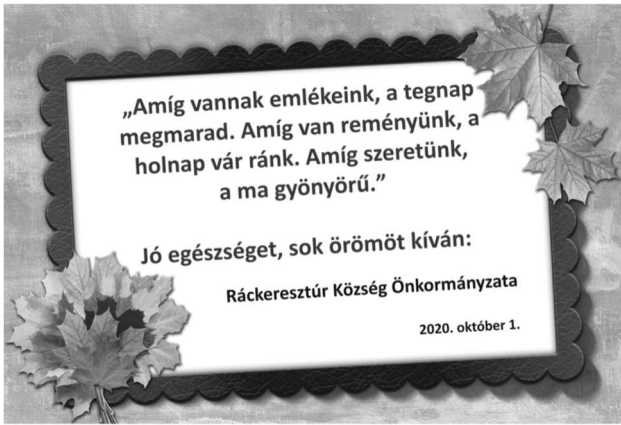 „Amíg vannak emlékeink, a tegnap
megmarad. Amíg van reményünk, a
holnap vár ránk. Amíg szeretünk,
a ma gyönyörű.”
Jó egészséget, sok örömöt kíván:
Ráckeresztúr Község Önkormányzata
2020. október 1.